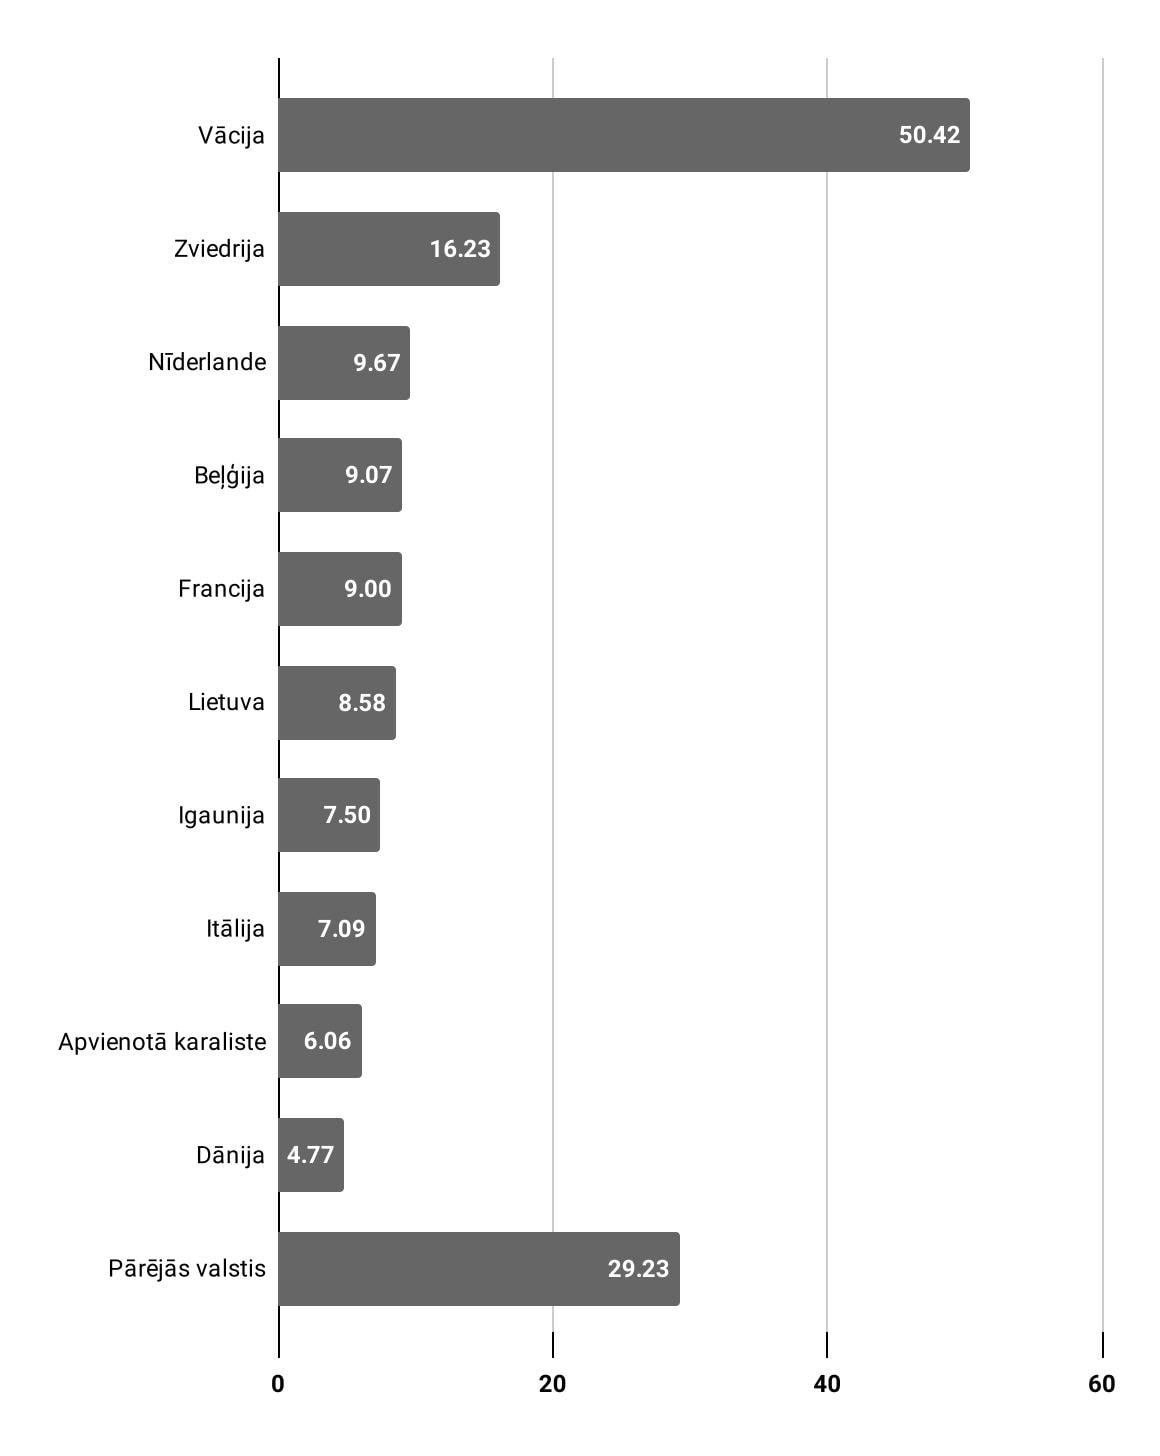 Vācija 50.42
Zviedrija 16.23
Nīderlande 9.67
Beļģija 9.07
Francija 9.00
Lietuva 8.58
Igaunija 7.50
Itālija 7.09
Apvienotā karaliste 6.06
Dānija 4.77
Pārējās valstis 29.23
0 20 40 60